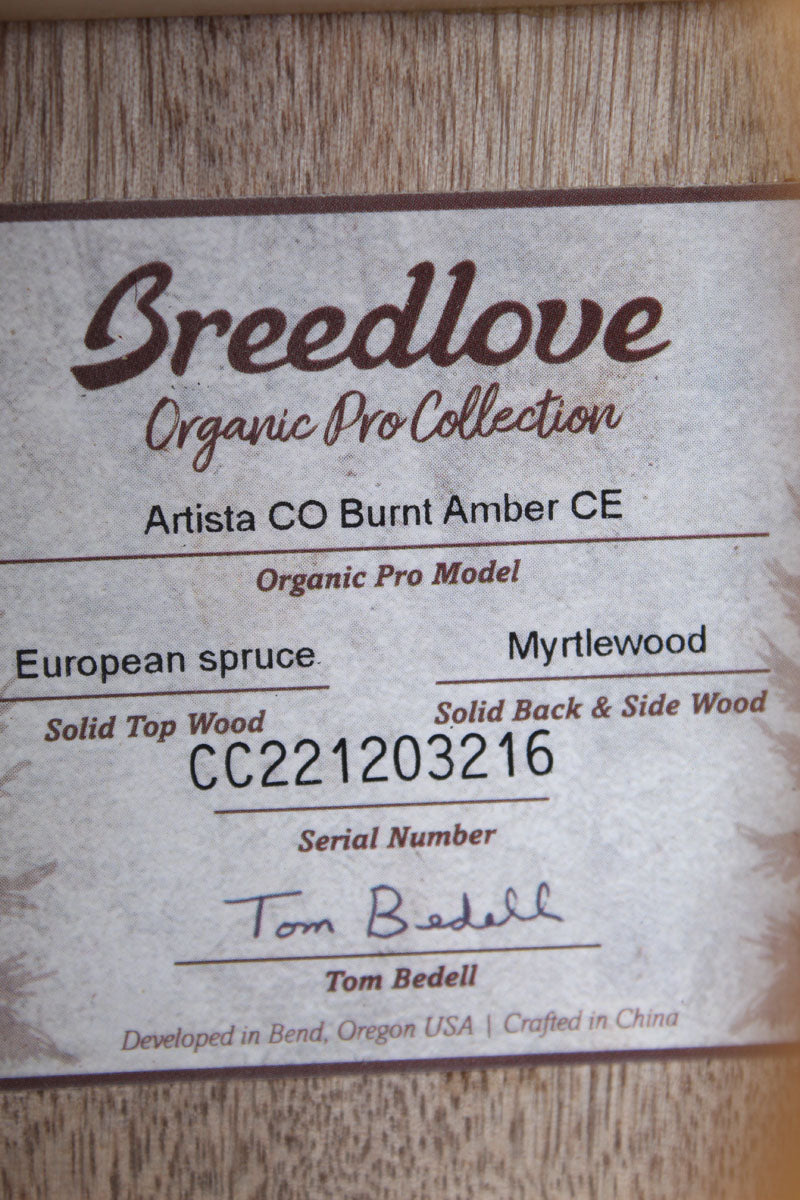 Breedlove
Organic Pro Collection
Artista CO Burnt Amber CE
Organic Pro Model
European spruce Myrtlewood
Solid Top Wood Solid Back & Side Wood
CC221203216
Serial Number
Tom Bedell
Tom Bedell
Developed in Bend, Oregon USA | Crafted in China